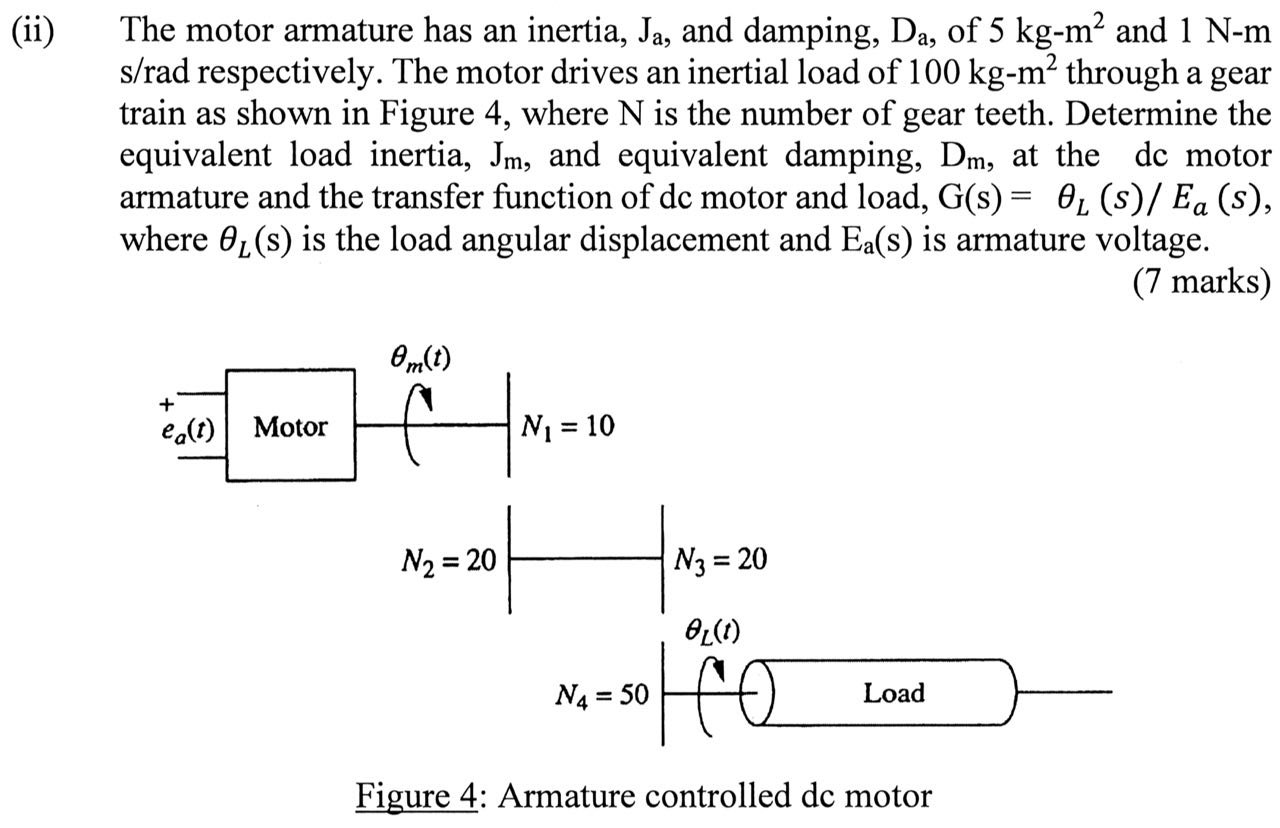 (ii) The motor armature has an inertia, Jₐ, and damping, Dₐ, of 5 kg-m² and 1 N-m
s/rad respectively. The motor drives an inertial load of 100 kg-m² through a gear
train as shown in Figure 4, where N is the number of gear teeth. Determine the
equivalent load inertia, Jₘ, and equivalent damping, Dₘ, at the dc motor
armature and the transfer function of dc motor and load, G(s) = θ_L (s)/ Eₐ (s),
where θ_L(s) is the load angular displacement and Eₐ(s) is armature voltage.
(7 marks)
θₘ(t)
+
eₐ(t)
Motor
N₁ = 10
N₂ = 20
N₃ = 20
θ_L(t)
N₄ = 50
Load
Figure 4: Armature controlled dc motor